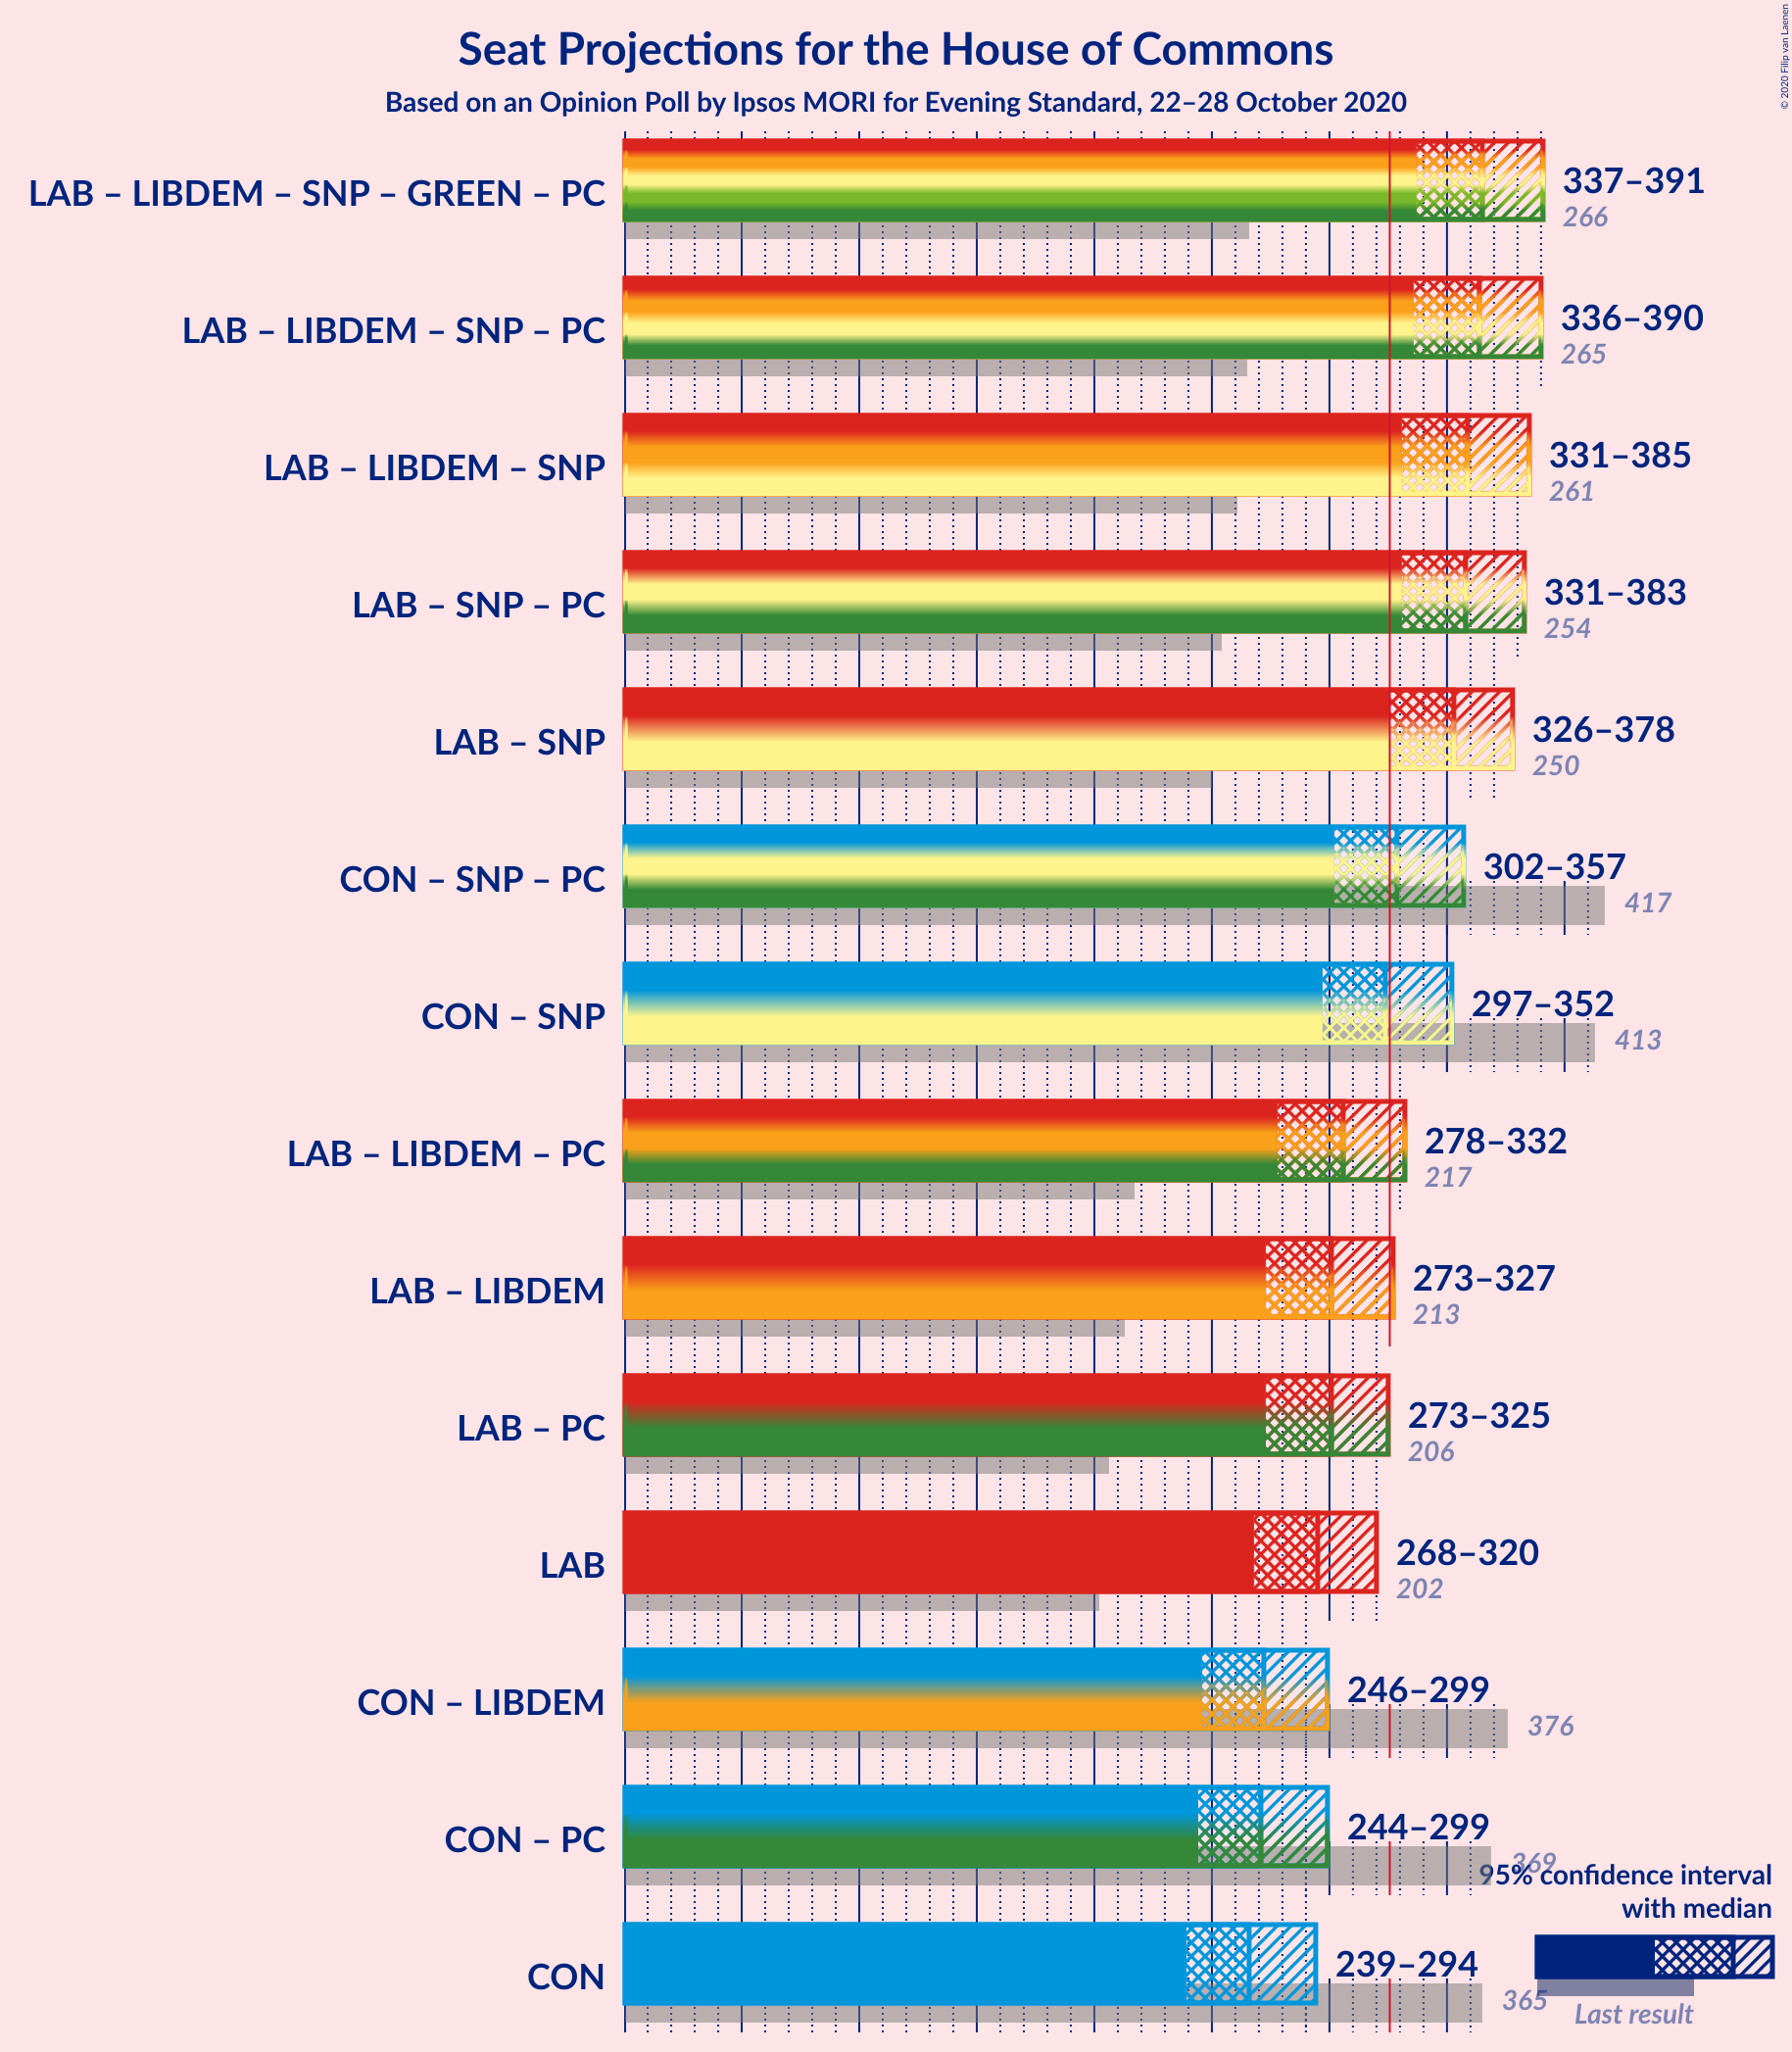 Seat Projections for the House of Commons
Based on an Opinion Poll by Ipsos MORI for Evening Standard, 22–28 October 2020
© 2020 Filip van Laenen
LAB – LIBDEM – SNP – GREEN – PC
337–391
266
LAB – LIBDEM – SNP – PC
336–390
265
LAB – LIBDEM – SNP
331–385
261
LAB – SNP – PC
331–383
254
LAB – SNP
326–378
250
CON – SNP – PC
302–357
417
CON – SNP
297–352
413
LAB – LIBDEM – PC
278–332
217
LAB – LIBDEM
273–327
213
LAB – PC
273–325
206
LAB
268–320
202
CON – LIBDEM
246–299
376
CON – PC
244–299
369
CON
239–294
365
95% confidence interval
with median
Last result